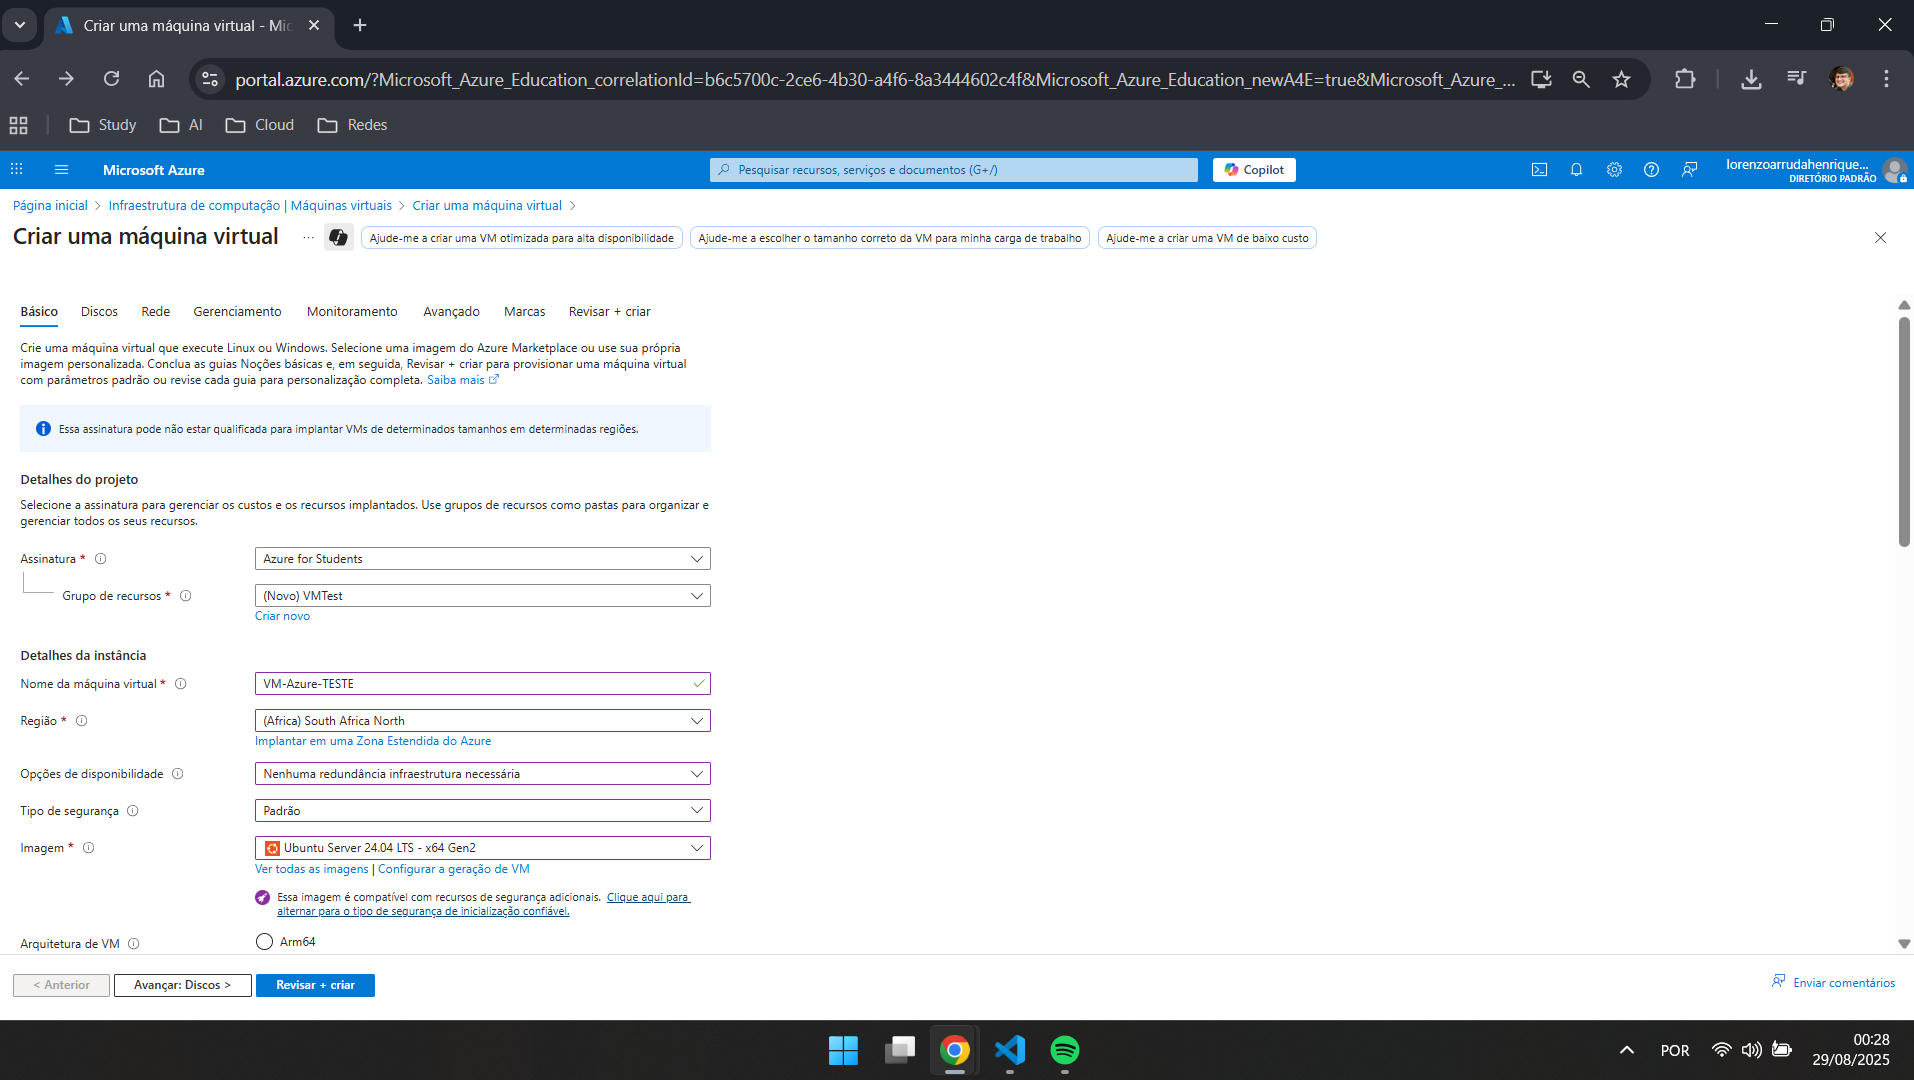 Criar uma máquina virtual - Mic
portal.azure.com/?Microsoft_Azure_Education_correlationId=b6c5700c-2ce6-4b30-a4f6-8a3444602c4f&Microsoft_Azure_Education_newA4E=true&Microsoft_Azure_...
Study AI Cloud Redes
Microsoft Azure
Pesquisar recursos, serviços e documentos (G+/)
Copilot
lorenzoarrudahenrique...
DIRETÓRIO PADRÃO
Página inicial > Infraestrutura de computação | Máquinas virtuais > Criar uma máquina virtual >
Criar uma máquina virtual ...
Ajude-me a criar uma VM otimizada para alta disponibilidade
Ajude-me a escolher o tamanho correto da VM para minha carga de trabalho
Ajude-me a criar uma VM de baixo custo
Básico Discos Rede Gerenciamento Monitoramento Avançado Marcas Revisar + criar
Crie uma máquina virtual que execute Linux ou Windows. Selecione uma imagem do Azure Marketplace ou use sua própria
imagem personalizada. Conclua as guias Noções básicas e, em seguida, Revisar + criar para provisionar uma máquina virtual
com parâmetros padrão ou revise cada guia para personalização completa. Saiba mais
Essa assinatura pode não estar qualificada para implantar VMs de determinados tamanhos em determinadas regiões.
Detalhes do projeto
Selecione a assinatura para gerenciar os custos e os recursos implantados. Use grupos de recursos como pastas para organizar e
gerenciar todos os seus recursos.
Assinatura * Azure for Students
Grupo de recursos * (Novo) VMTest
Criar novo
Detalhes da instância
Nome da máquina virtual * VM-Azure-TESTE
Região * (Africa) South Africa North
Implantar em uma Zona Estendida do Azure
Opções de disponibilidade Nenhuma redundância infraestrutura necessária
Tipo de segurança Padrão
Imagem * Ubuntu Server 24.04 LTS - x64 Gen2
Ver todas as imagens | Configurar a geração de VM
Essa imagem é compatível com recursos de segurança adicionais. Clique aqui para
alternar para o tipo de segurança de inicialização confiável.
Arquitetura de VM Arm64
< Anterior Avançar: Discos > Revisar + criar
Enviar comentários
POR
00:28
29/08/2025